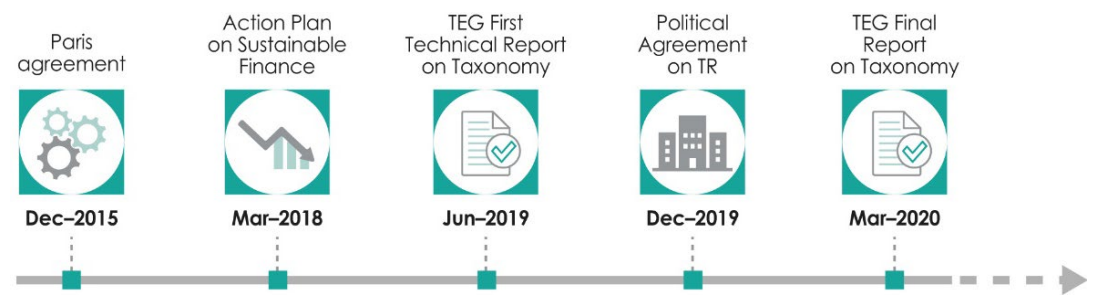 Paris
agreement
Action Plan
on Sustainable
Finance
TEG First
Technical Report
on Taxonomy
Political
Agreement
on TR
TEG Final
Report
on Taxonomy
Dec–2015
Mar–2018
Jun–2019
Dec–2019
Mar–2020